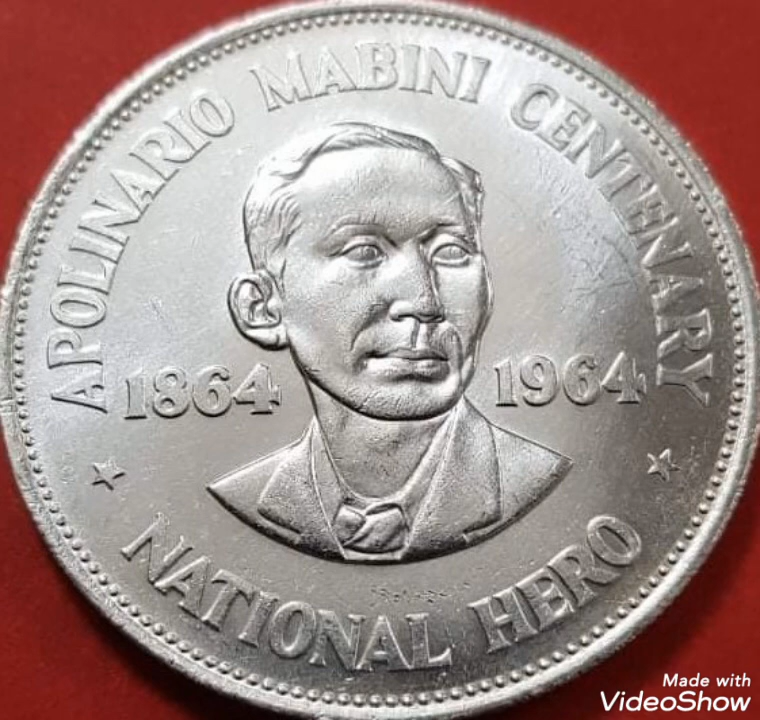 APOLINARIO MABINI CENTENARY
1864 1964
NATIONAL HERO
Made with
VideoShow